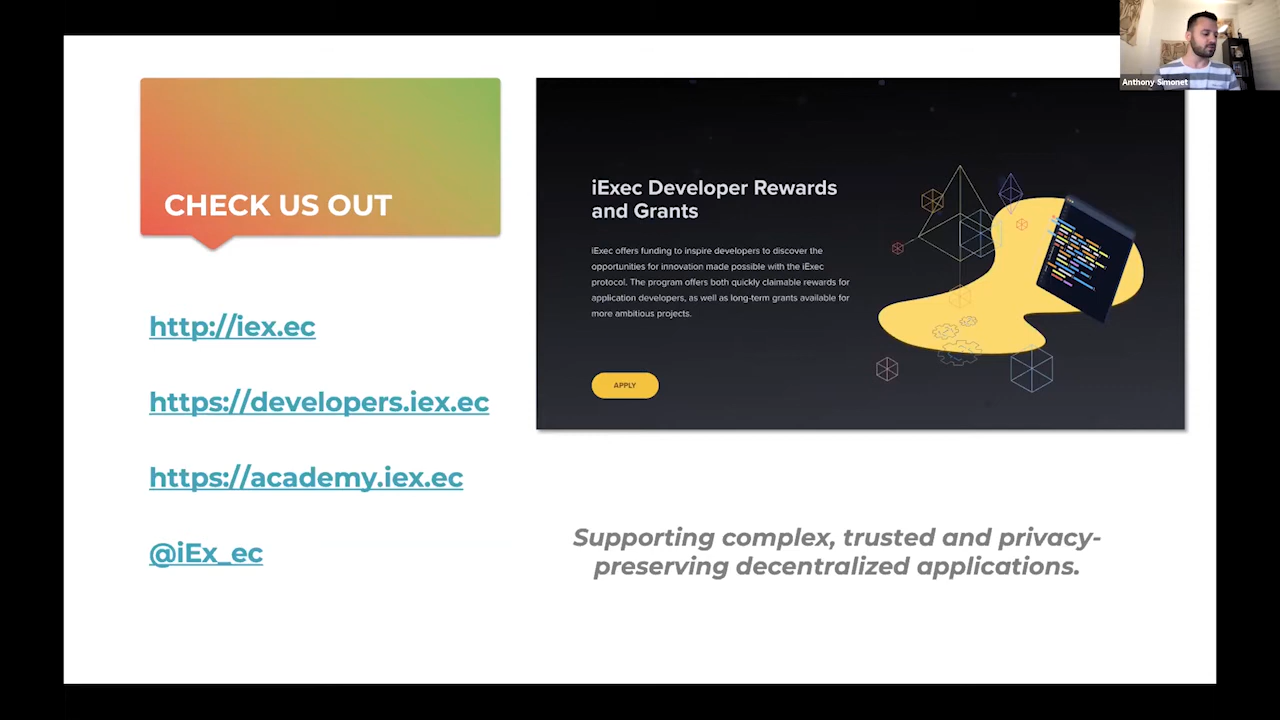 Anthony Simonet
CHECK US OUT
http://iex.ec
https://developers.iex.ec
https://academy.iex.ec
@iEx_ec
iExec Developer Rewards
and Grants
iExec offers funding to inspire developers to discover the
opportunities for innovation made possible with the iExec
protocol. The program offers both quickly claimable rewards for
application developers, as well as long-term grants available for
more ambitious projects.
APPLY
Supporting complex, trusted and privacy-
preserving decentralized applications.